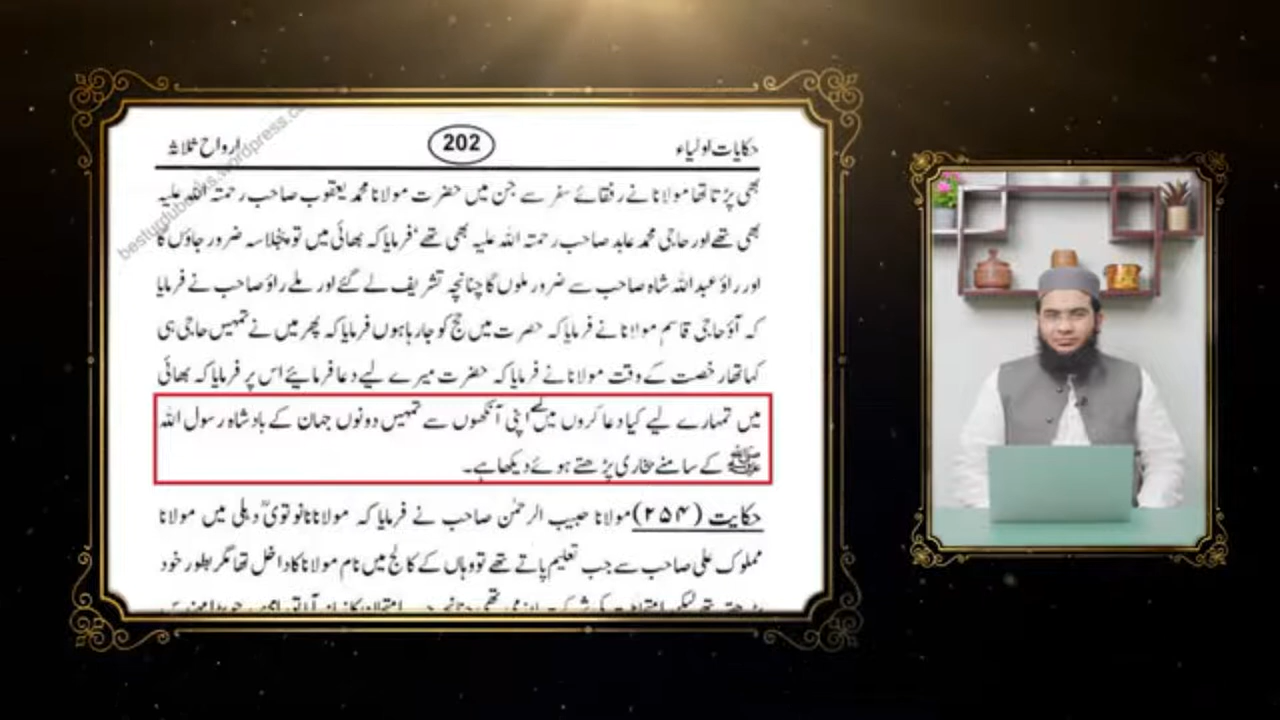 حکایات اولیاء 202 ارواح ثلاثہ
بھی پڑتا تھا مولانا نے رفقائے سفر سے جن میں حضرت مولانا محمد یعقوب صاحب رحمتہ اللہ علیہ
بھی تھے اور حاجی محمد عابد صاحب رحمتہ اللہ علیہ بھی تھے‘ فرمایا کہ بھائی میں تو پنجلاسہ ضرور جاؤں گا
اور راؤ عبداللہ شاہ صاحب سے ضرور ملوں گا چنانچہ تشریف لے گئے اور ملے راؤ صاحب نے فرمایا
کہ آؤ حاجی قاسم مولانا نے فرمایا کہ حضرت میں حج کو جا رہا ہوں فرمایا کہ پھر میں نے تمہیں حاجی ہی
کہا تھا رخصت کے وقت مولانا نے فرمایا کہ حضرت میرے لیے دعا فرمایئے اس پر فرمایا کہ بھائی
میں تمہارے لیے کیا دعا کروں میں نے اپنی آنکھوں سے تمہیں دونوں جہان کے بادشاہ رسول اللہ
ﷺ کے سامنے بخاری پڑھتے ہوئے دیکھا ہے۔
حکایت (۲۵۴) مولانا حبیب الرحمٰن صاحب نے فرمایا کہ مولانا نانوتویؒ دہلی میں مولانا
مملوک علی صاحب سے جب تعلیم پاتے تھے تو وہاں کے کالج میں نام مولانا کا داخل تھا مگر بطور خود
besturdubooks.wordpress.co